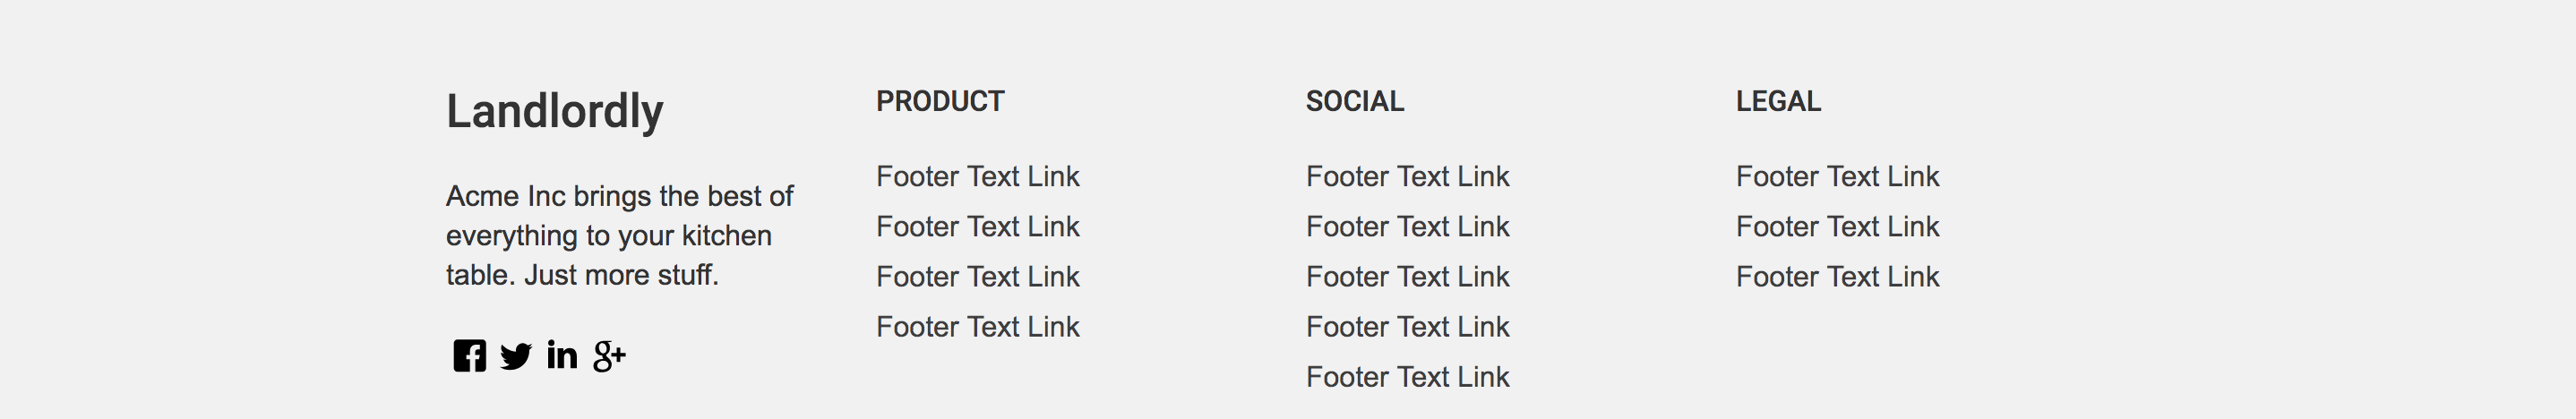 Landlordly
Acme Inc brings the best of
everything to your kitchen
table. Just more stuff.
PRODUCT
Footer Text Link
Footer Text Link
Footer Text Link
Footer Text Link
SOCIAL
Footer Text Link
Footer Text Link
Footer Text Link
Footer Text Link
Footer Text Link
LEGAL
Footer Text Link
Footer Text Link
Footer Text Link